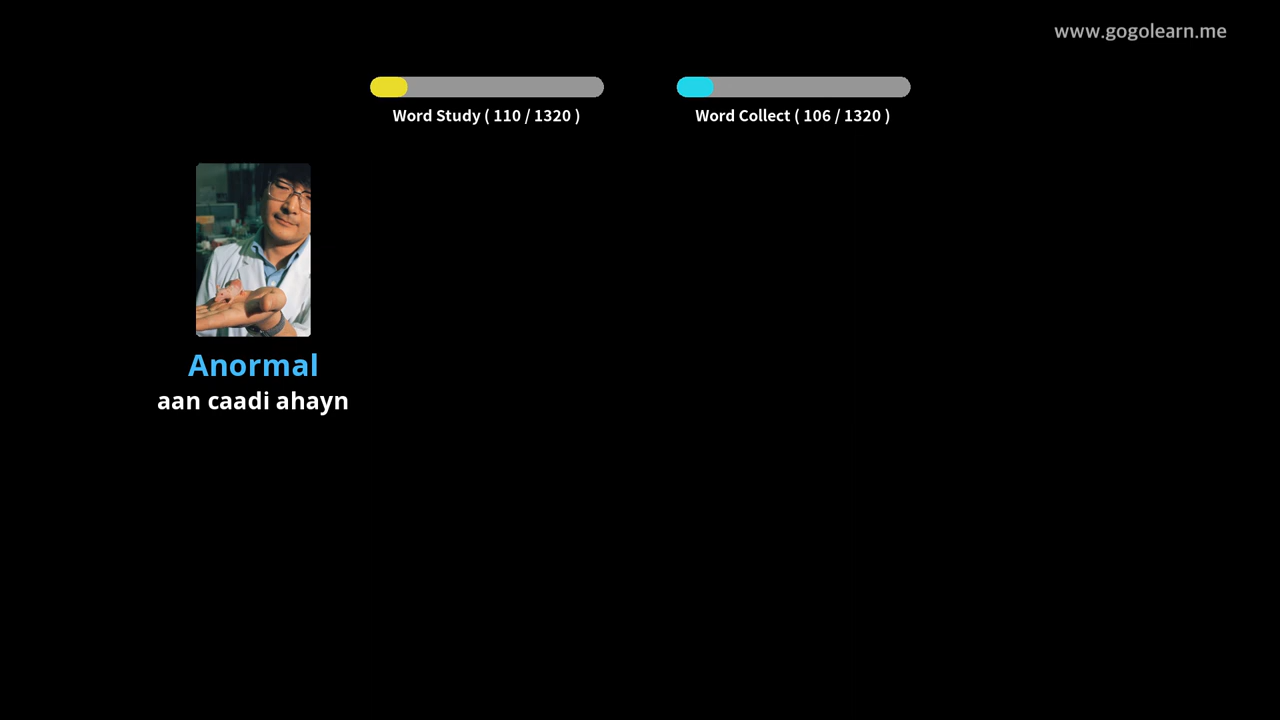 www.gogolearn.me
Word Study ( 110 / 1320 )
Word Collect ( 106 / 1320 )
Anormal
aan caadi ahayn